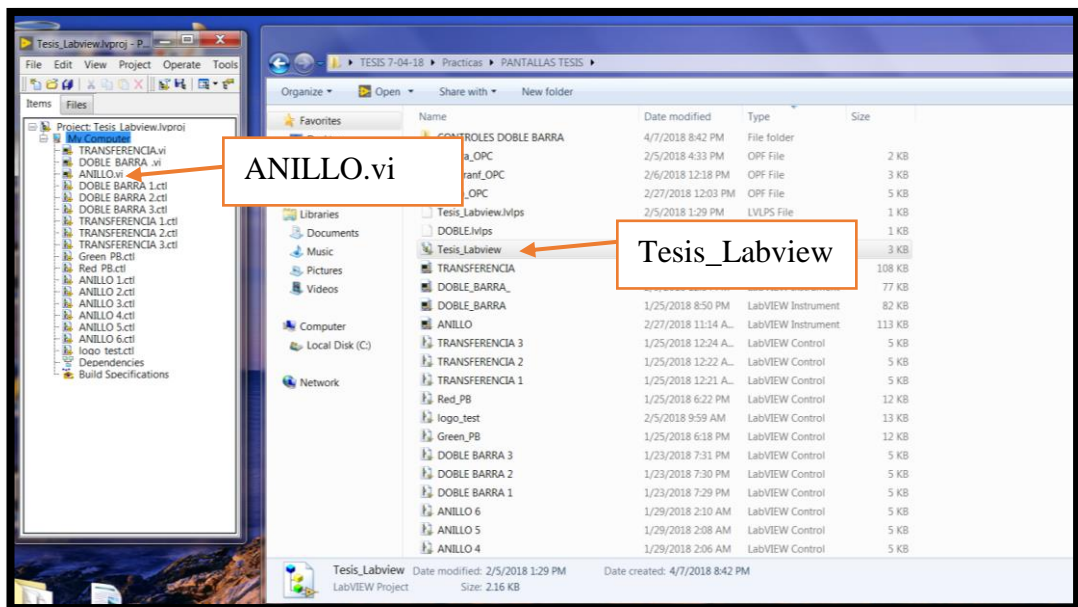 Tesis_Labview.lvproj - P...
File Edit View Project Operate Tools
Items Files
Project: Tesis_Labview.lvproj
My Computer
TRANSFERENCIA.vi
DOBLE BARRA .vi
ANILLO.vi
DOBLE BARRA 1.ctl
DOBLE BARRA 2.ctl
DOBLE BARRA 3.ctl
TRANSFERENCIA 1.ctl
TRANSFERENCIA 2.ctl
TRANSFERENCIA 3.ctl
Green PB.ctl
Red PB.ctl
ANILLO 1.ctl
ANILLO 2.ctl
ANILLO 3.ctl
ANILLO 4.ctl
ANILLO 5.ctl
ANILLO 6.ctl
logo test.ctl
Dependencies
Build Specifications
ANILLO.vi
TESIS 7-04-18 Practicas PANTALLAS TESIS
Organize Open Share with New folder
Favorites
Libraries
Documents
Music
Pictures
Videos
Computer
Local Disk (C:)
Network
Name Date modified Type Size
CONTROLES DOBLE BARRA 4/7/2018 8:42 PM File folder
a_OPC 2/5/2018 4:33 PM OPF File 2 KB
ranf_OPC 2/6/2018 12:18 PM OPF File 3 KB
_OPC 2/27/2018 12:03 PM OPF File 5 KB
Tesis_Labview.lvlps 2/5/2018 1:29 PM LVLPS File 1 KB
DOBLE.lvlps 1 KB
Tesis_Labview 3 KB
TRANSFERENCIA 108 KB
DOBLE_BARRA_ 77 KB
DOBLE_BARRA 1/25/2018 8:50 PM LabVIEW Instrument 82 KB
ANILLO 2/27/2018 11:14 A... LabVIEW Instrument 113 KB
TRANSFERENCIA 3 1/25/2018 12:24 A... LabVIEW Control 5 KB
TRANSFERENCIA 2 1/25/2018 12:22 A... LabVIEW Control 5 KB
TRANSFERENCIA 1 1/25/2018 12:21 A... LabVIEW Control 5 KB
Red_PB 1/25/2018 6:22 PM LabVIEW Control 12 KB
logo_test 2/5/2018 9:59 AM LabVIEW Control 13 KB
Green_PB 1/25/2018 6:18 PM LabVIEW Control 12 KB
DOBLE BARRA 3 1/23/2018 7:31 PM LabVIEW Control 5 KB
DOBLE BARRA 2 1/23/2018 7:30 PM LabVIEW Control 5 KB
DOBLE BARRA 1 1/23/2018 7:29 PM LabVIEW Control 5 KB
ANILLO 6 1/29/2018 2:10 AM LabVIEW Control 5 KB
ANILLO 5 1/29/2018 2:08 AM LabVIEW Control 5 KB
ANILLO 4 1/29/2018 2:06 AM LabVIEW Control 5 KB
Tesis_Labview
Tesis_Labview Date modified: 2/5/2018 1:29 PM Date created: 4/7/2018 8:42 PM
LabVIEW Project Size: 2.16 KB